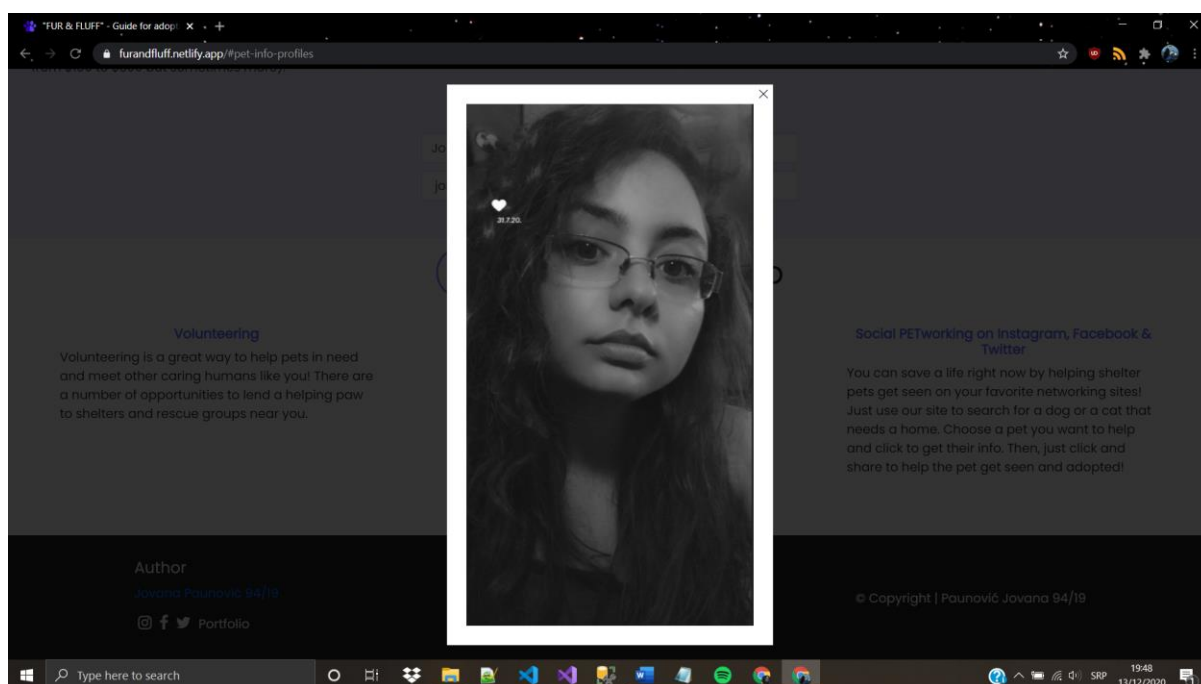 "FUR & FLUFF" - Guide for adopt
furandfluff.netlify.app/#pet-info-profiles
31.7.20.
Volunteering
Volunteering is a great way to help pets in need
and meet other caring humans like you! There are
a number of opportunities to lend a helping paw
to shelters and rescue groups near you.
Social PETworking on Instagram, Facebook &
Twitter
You can save a life right now by helping shelter
pets get seen on your favorite networking sites!
Just use our site to search for a dog or a cat that
needs a home. Choose a pet you want to help
and click to get their info. Then, just click and
share to help the pet get seen and adopted!
Author
Jovana Paunović 94/19
Portfolio
© Copyright | Paunović Jovana 94/19
Type here to search
SRP
19:48
13/12/2020